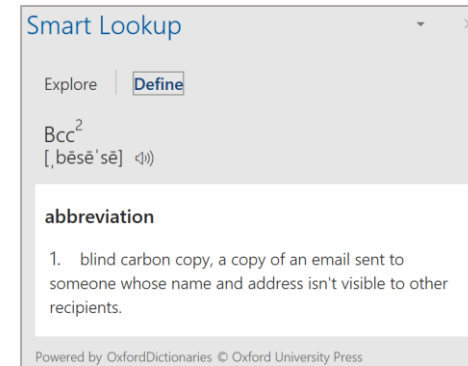 Smart Lookup
Explore Define
Bcc²
[ˌbēsēˈsē]
abbreviation
1. blind carbon copy, a copy of an email sent to
someone whose name and address isn't visible to other
recipients.
Powered by OxfordDictionaries © Oxford University Press